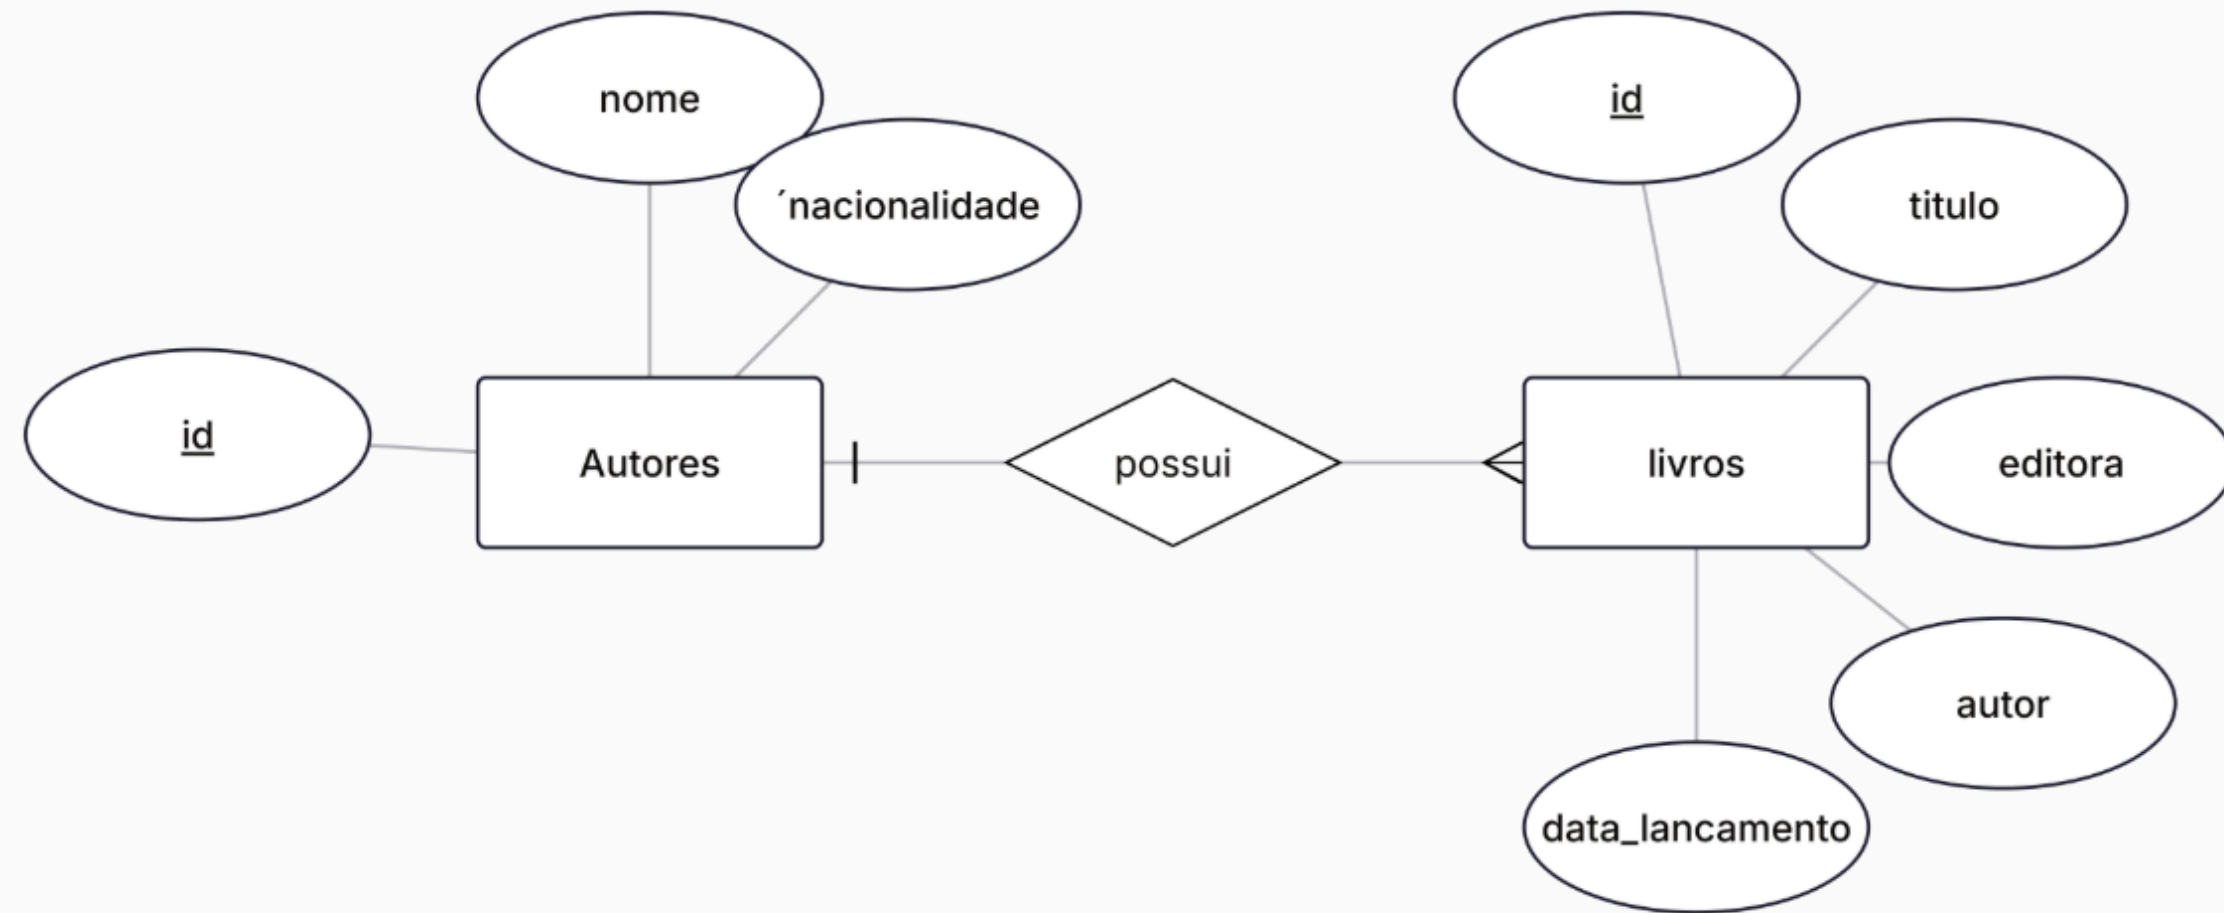 nome
id
´nacionalidade
titulo
id
Autores
possui
livros
editora
autor
data_lancamento